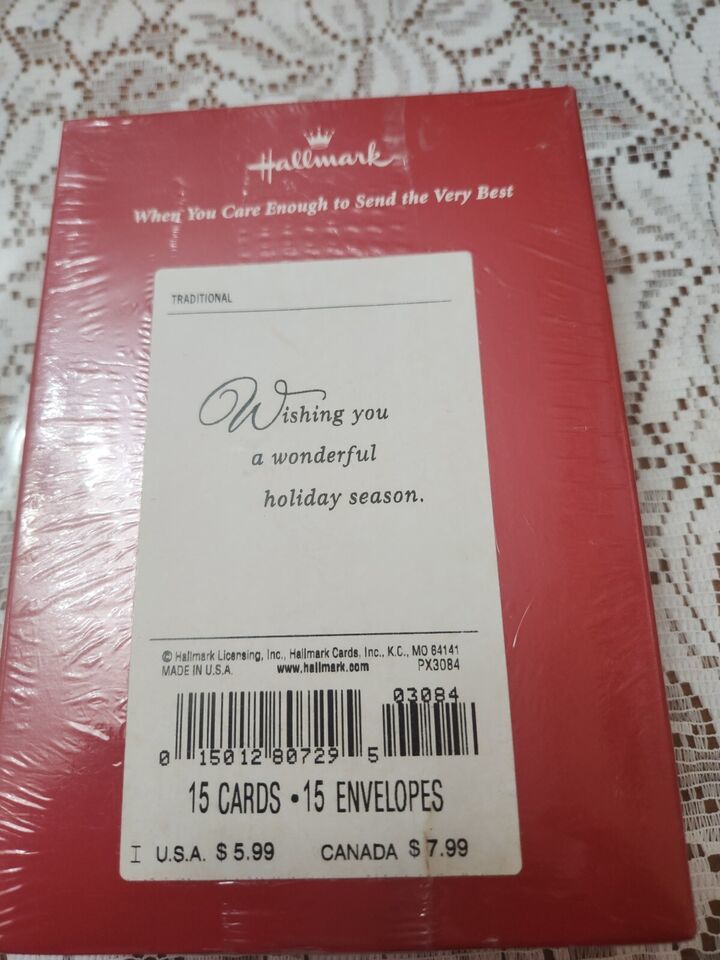 Hallmark
When You Care Enough to Send the Very Best
TRADITIONAL
Wishing you
a wonderful
holiday season.
© Hallmark Licensing, Inc., Hallmark Cards, Inc., K.C., MO 64141
MADE IN U.S.A. www.hallmark.com PX3084
03084
0 15012 80729 5
15 CARDS • 15 ENVELOPES
I U.S.A. $ 5.99 CANADA $ 7.99